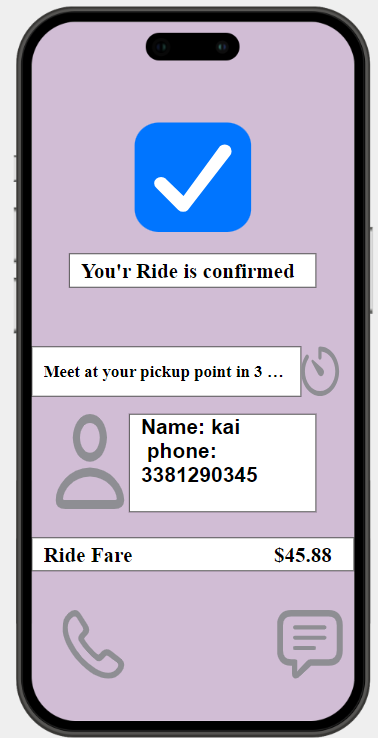 You'r Ride is confirmed
Meet at your pickup point in 3 ...
Name: kai
phone:
3381290345
Ride Fare $45.88